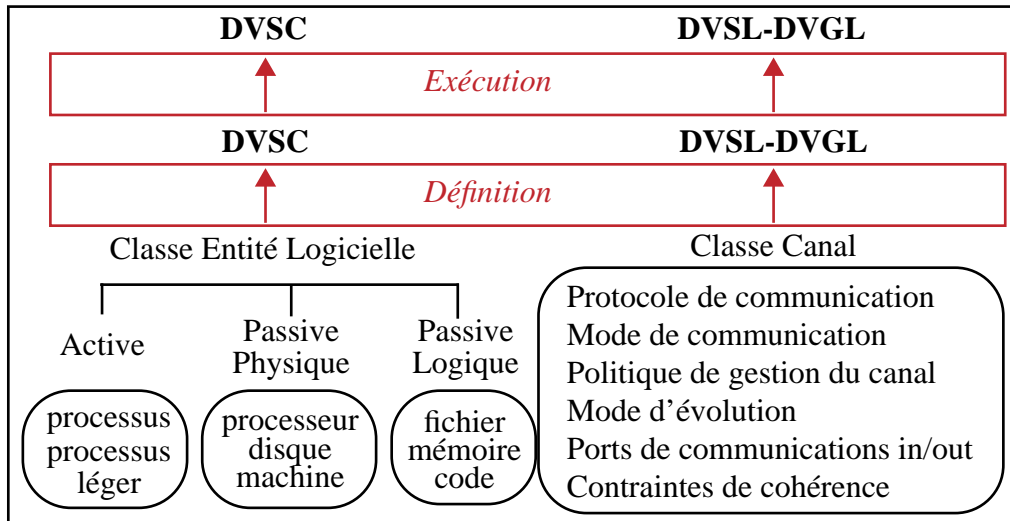 DVSC DVSL-DVGL
Exécution
DVSC DVSL-DVGL
Définition
Classe Entité Logicielle
Active
Passive
Physique
Passive
Logique
processus
processus
léger
processeur
disque
machine
fichier
mémoire
code
Classe Canal
Protocole de communication
Mode de communication
Politique de gestion du canal
Mode d'évolution
Ports de communications in/out
Contraintes de cohérence